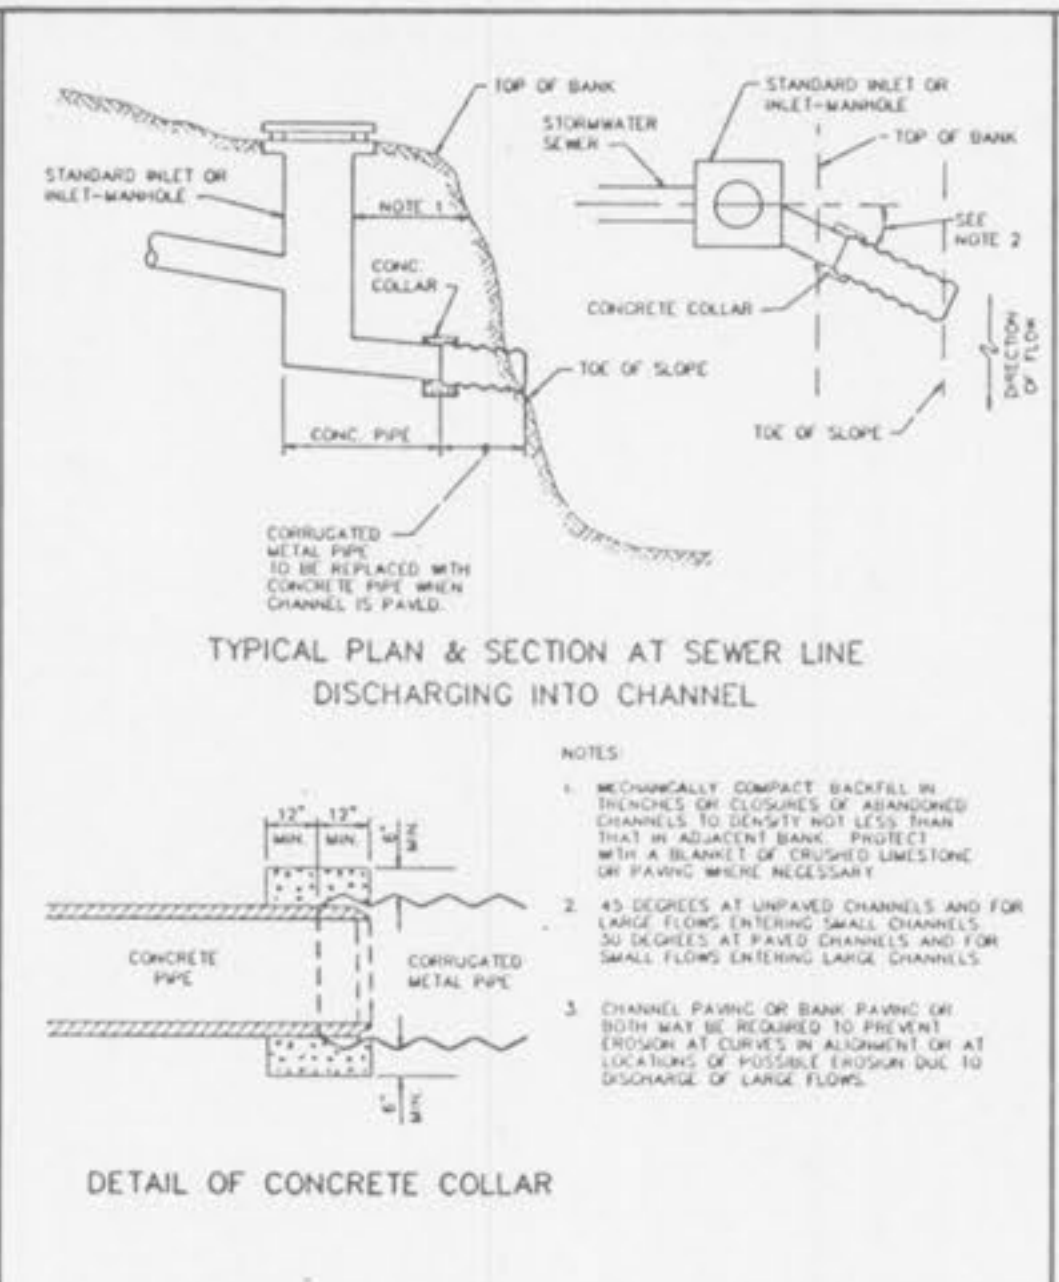 TOP OF BANK
STANDARD INLET OR
INLET-MANHOLE
STORMWATER
SEWER
TOP OF BANK
STANDARD INLET OR
INLET-MANHOLE
NOTE 1
SEE
NOTE 2
CONC.
COLLAR
CONCRETE COLLAR
DIRECTION
OF FLOW
TOE OF SLOPE
TOE OF SLOPE
CONC. PIPE
CORRUGATED
METAL PIPE
TO BE REPLACED WITH
CONCRETE PIPE WHEN
CHANNEL IS PAVED.
TYPICAL PLAN & SECTION AT SEWER LINE
DISCHARGING INTO CHANNEL
NOTES:
1. MECHANICALLY COMPACT BACKFILL IN
TRENCHES OR CLOSURES OF ABANDONED
CHANNELS TO DENSITY NOT LESS THAN
THAT IN ADJACENT BANK. PROTECT
WITH A BLANKET OF CRUSHED LIMESTONE
OR PAVING WHERE NECESSARY
2. 45 DEGREES AT UNPAVED CHANNELS AND FOR
LARGE FLOWS ENTERING SMALL CHANNELS
30 DEGREES AT PAVED CHANNELS AND FOR
SMALL FLOWS ENTERING LARGE CHANNELS
3. CHANNEL PAVING OR BANK PAVING OR
BOTH MAY BE REQUIRED TO PREVENT
EROSION AT CURVES IN ALIGNMENT OR AT
LOCATIONS OF POSSIBLE EROSION DUE TO
DISCHARGE OF LARGE FLOWS.
12" 12"
MIN. MIN.
6"
MIN.
CONCRETE
PIPE
CORRUGATED
METAL PIPE
6"
MIN.
DETAIL OF CONCRETE COLLAR